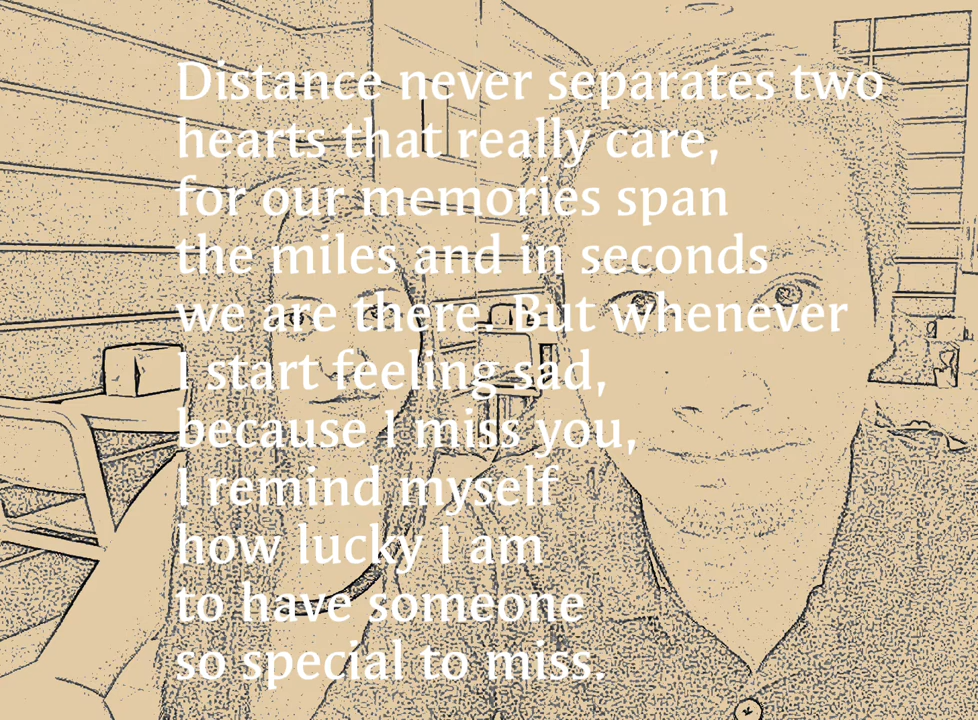 Distance never separates two
hearts that really care,
for our memories span
the miles and in seconds
we are there. But whenever
I start feeling sad,
because I miss you,
I remind myself
how lucky I am
to have someone
so special to miss.